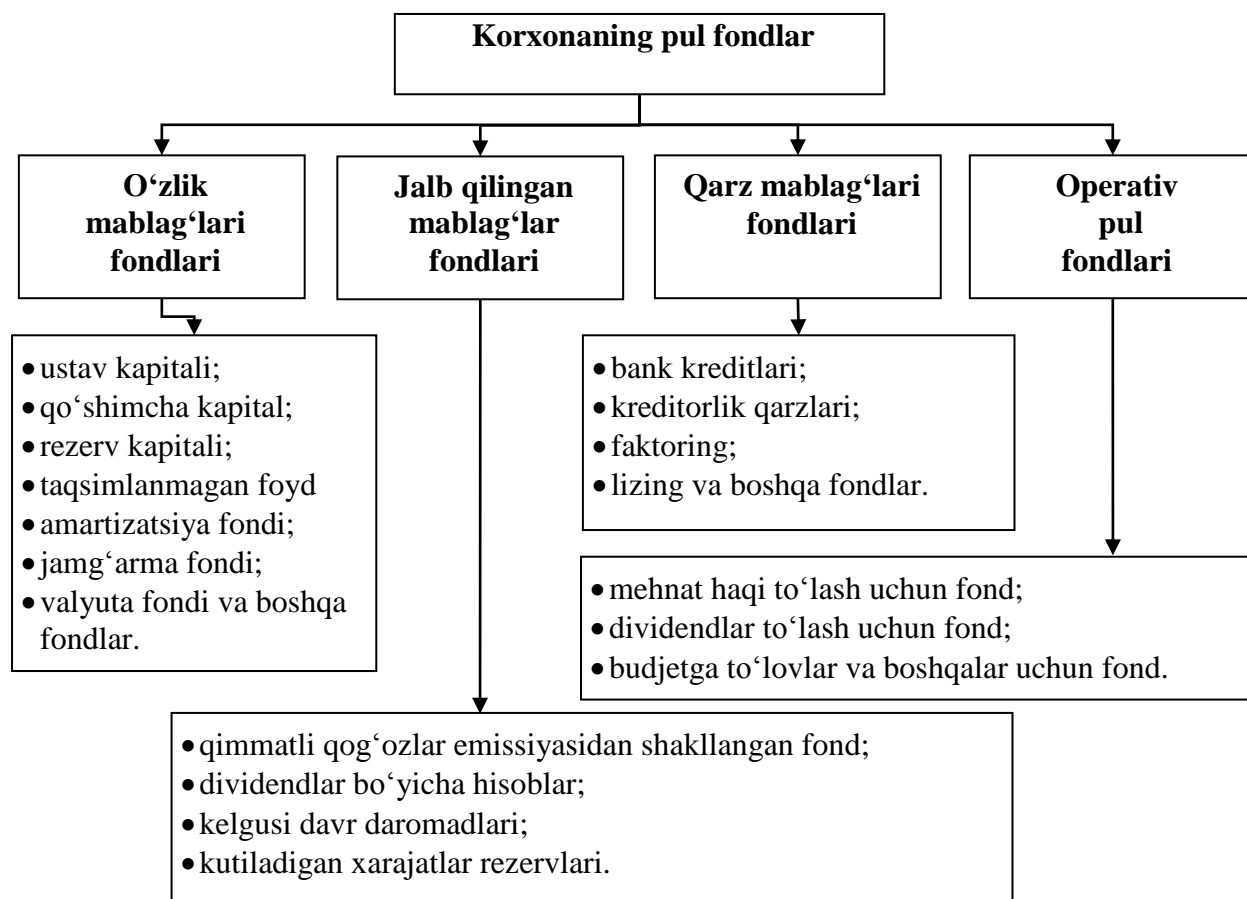 Korxonaning pul fondlar
O‘zlik
mablag‘lari
fondlari
Jalb qilingan
mablag‘lar
fondlari
Qarz mablag‘lari
fondlari
Operativ
pul
fondlari
•ustav kapitali;
•qo‘shimcha kapital;
•rezerv kapitali;
•taqsimlanmagan foyd
•amartizatsiya fondi;
•jamg‘arma fondi;
•valyuta fondi va boshqa
fondlar.
•bank kreditlari;
•kreditorlik qarzlari;
•faktoring;
•lizing va boshqa fondlar.
•mehnat haqi to‘lash uchun fond;
•dividendlar to‘lash uchun fond;
•budjetga to‘lovlar va boshqalar uchun fond.
•qimmatli qog‘ozlar emissiyasidan shakllangan fond;
•dividendlar bo‘yicha hisoblar;
•kelgusi davr daromadlari;
•kutiladigan xarajatlar rezervlari.